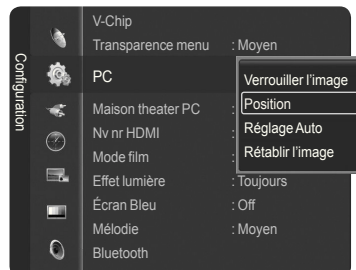 Configuration
V-Chip
Transparence menu : Moyen
PC
Verrouiller l'image
Position
Réglage Auto
Rétablir l'image
Maison theater PC :
Nv nr HDMI :
Mode film :
Effet lumière : Toujours
Écran Bleu : Off
Mélodie : Moyen
Bluetooth